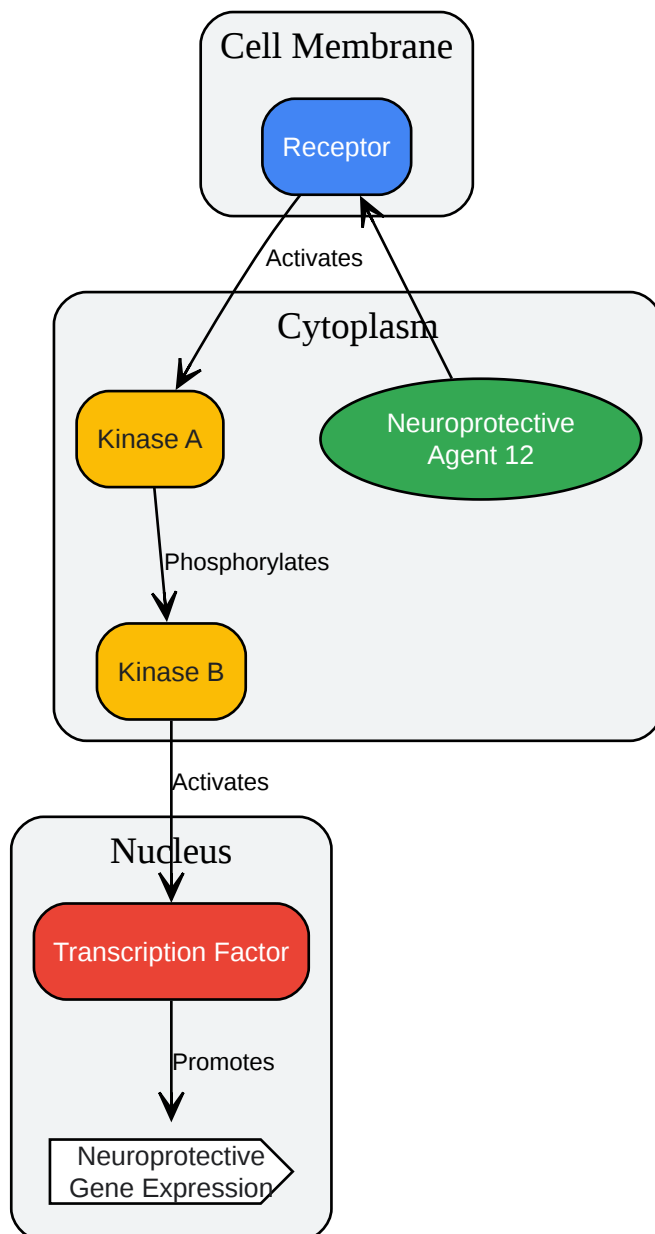 Cell Membrane
Receptor
Activates
Cytoplasm
Kinase A
Neuroprotective
Agent 12
Phosphorylates
Kinase B
Activates
Nucleus
Transcription Factor
Promotes
Neuroprotective
Gene Expression